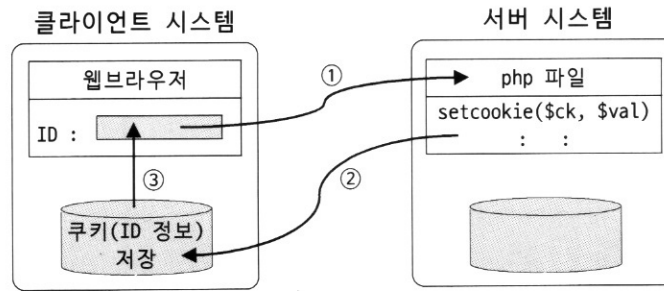 클라이언트 시스템
서버 시스템
웹브라우저
ID :
①
php 파일
setcookie($ck, $val)
: :
②
③
쿠키(ID 정보)
저장